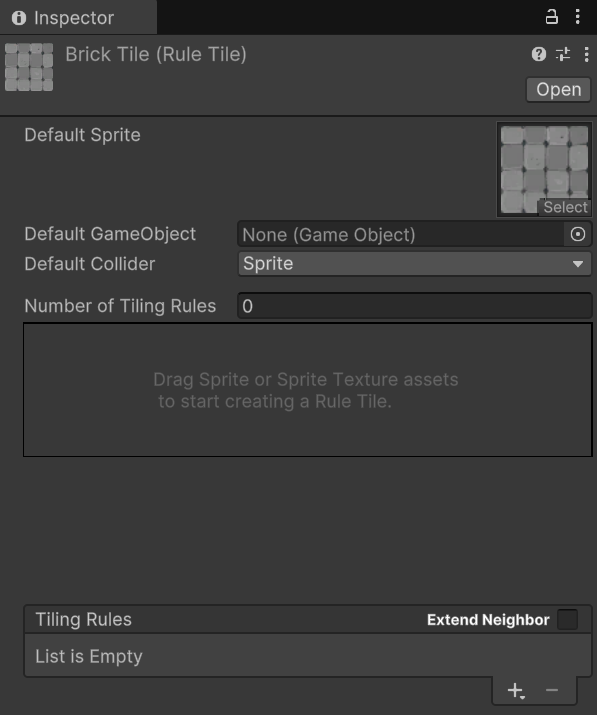 Inspector
Brick Tile (Rule Tile)
Open
Default Sprite
Select
Default GameObject
None (Game Object)
Default Collider
Sprite
Number of Tiling Rules
0
Drag Sprite or Sprite Texture assets
to start creating a Rule Tile.
Tiling Rules
Extend Neighbor
List is Empty